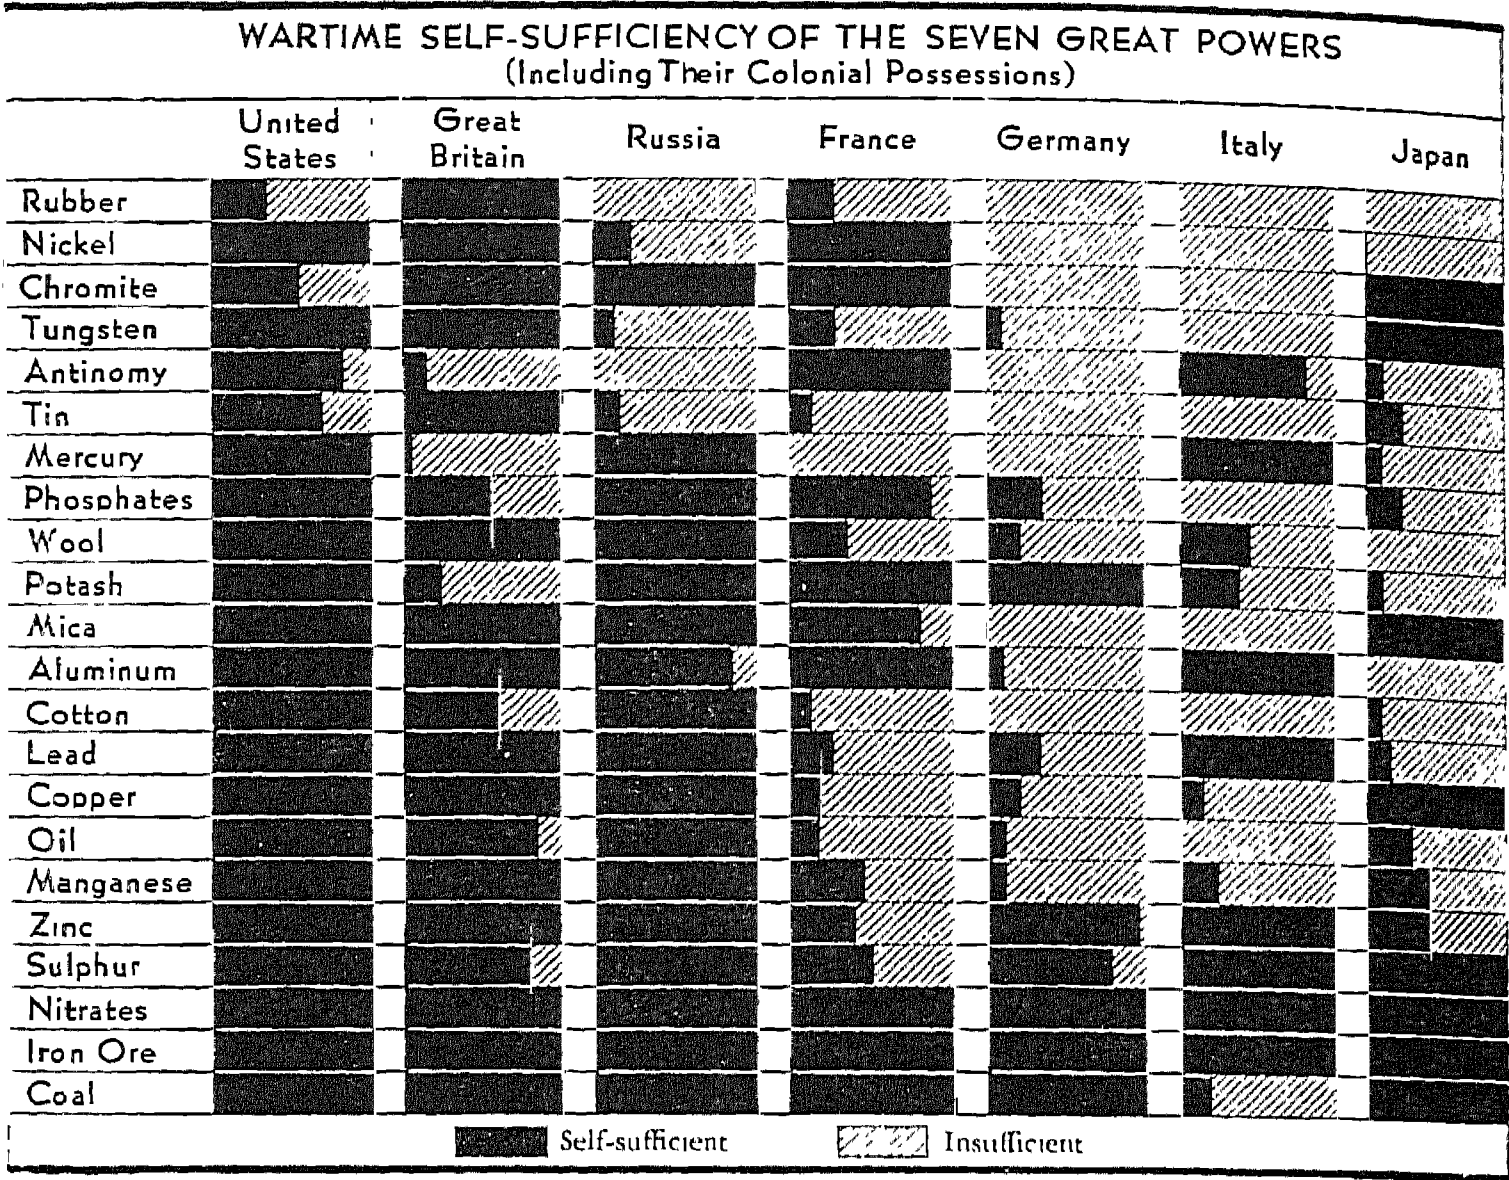 WARTIME SELF-SUFFICIENCY OF THE SEVEN GREAT POWERS
(Including Their Colonial Possessions)
United States
Great Britain
Russia
France
Germany
Italy
Japan
Rubber
Nickel
Chromite
Tungsten
Antinomy
Tin
Mercury
Phosphates
Wool
Potash
Mica
Aluminum
Cotton
Lead
Copper
Oil
Manganese
Zinc
Sulphur
Nitrates
Iron Ore
Coal
Self-sufficient
Insufficient